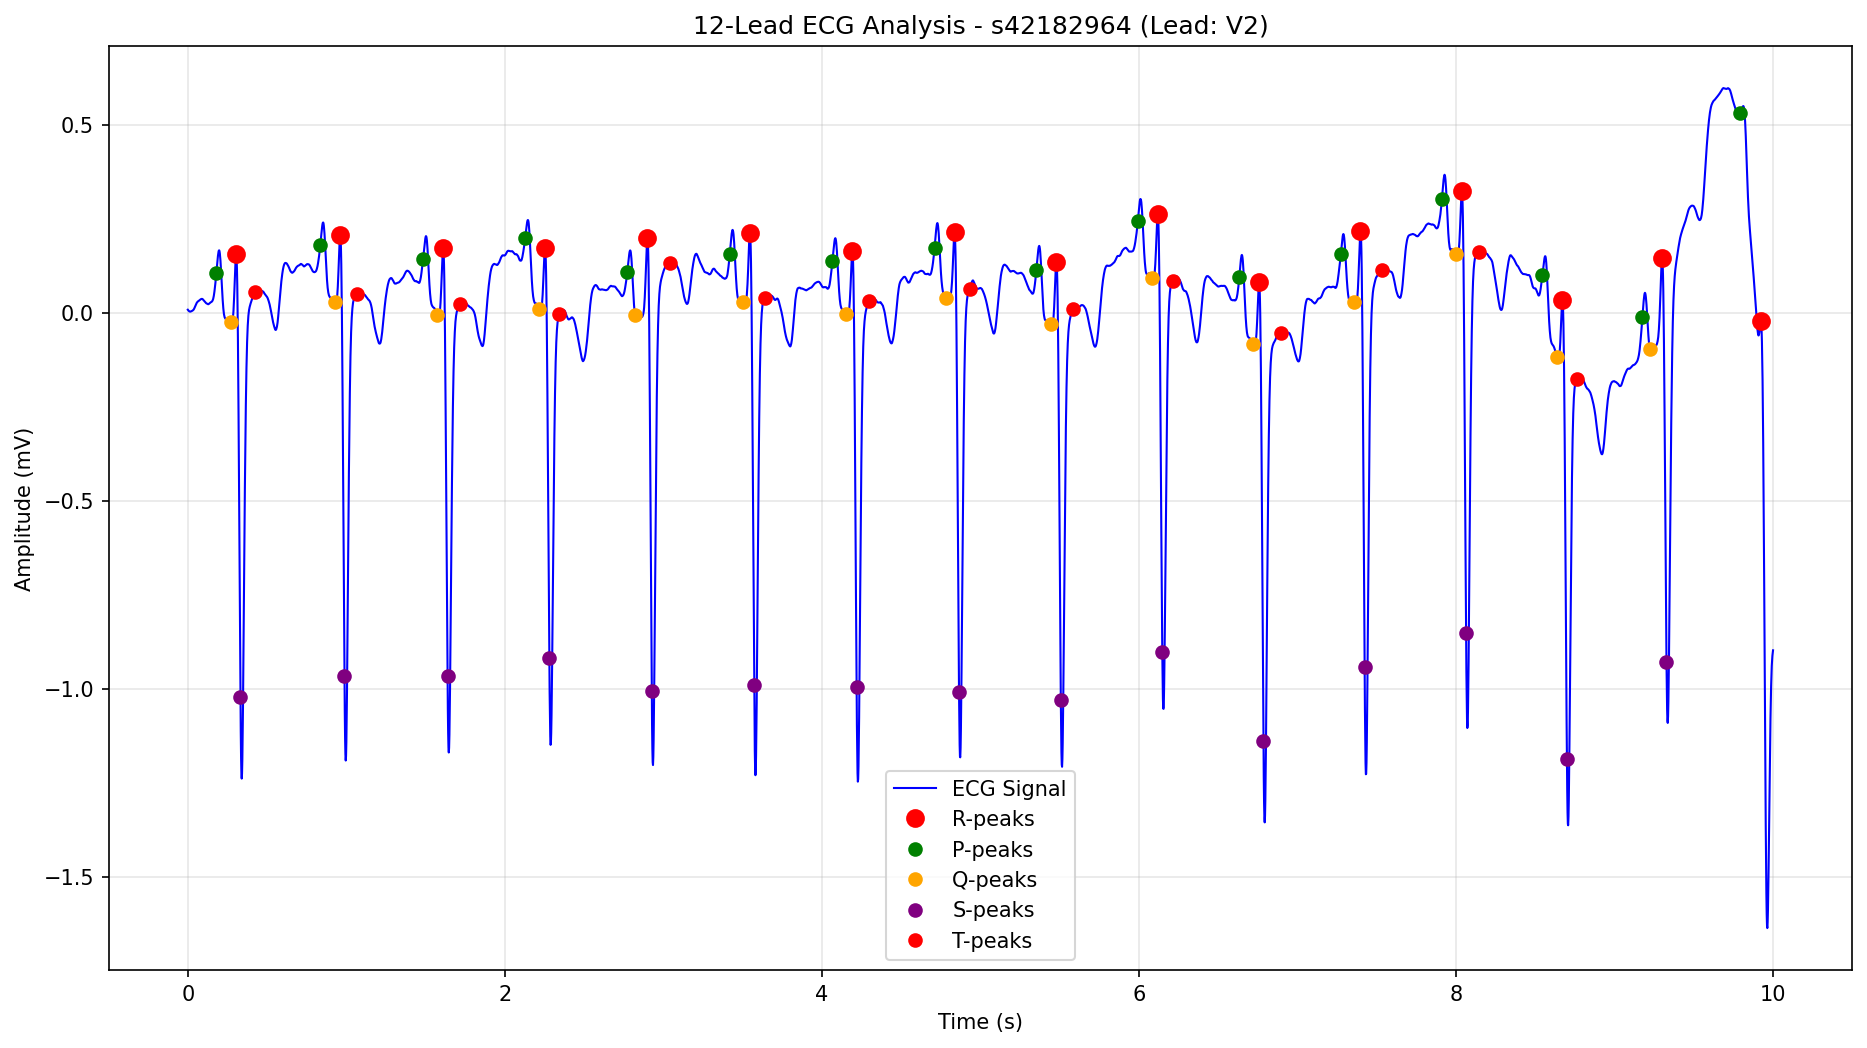 12-Lead ECG Analysis - s42182964 (Lead: V2)
Amplitude (mV)
0.5
0.0
−0.5
−1.0
−1.5
ECG Signal
R-peaks
P-peaks
Q-peaks
S-peaks
T-peaks
0 2 4 6 8 10
Time (s)